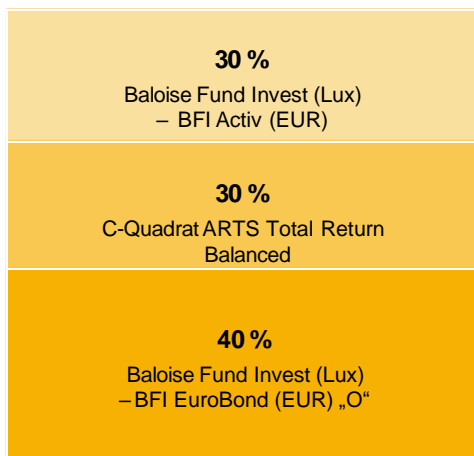 30 %
Baloise Fund Invest (Lux)
– BFI Activ (EUR)
30 %
C-Quadrat ARTS Total Return
Balanced
40 %
Baloise Fund Invest (Lux)
– BFI EuroBond (EUR) „O“